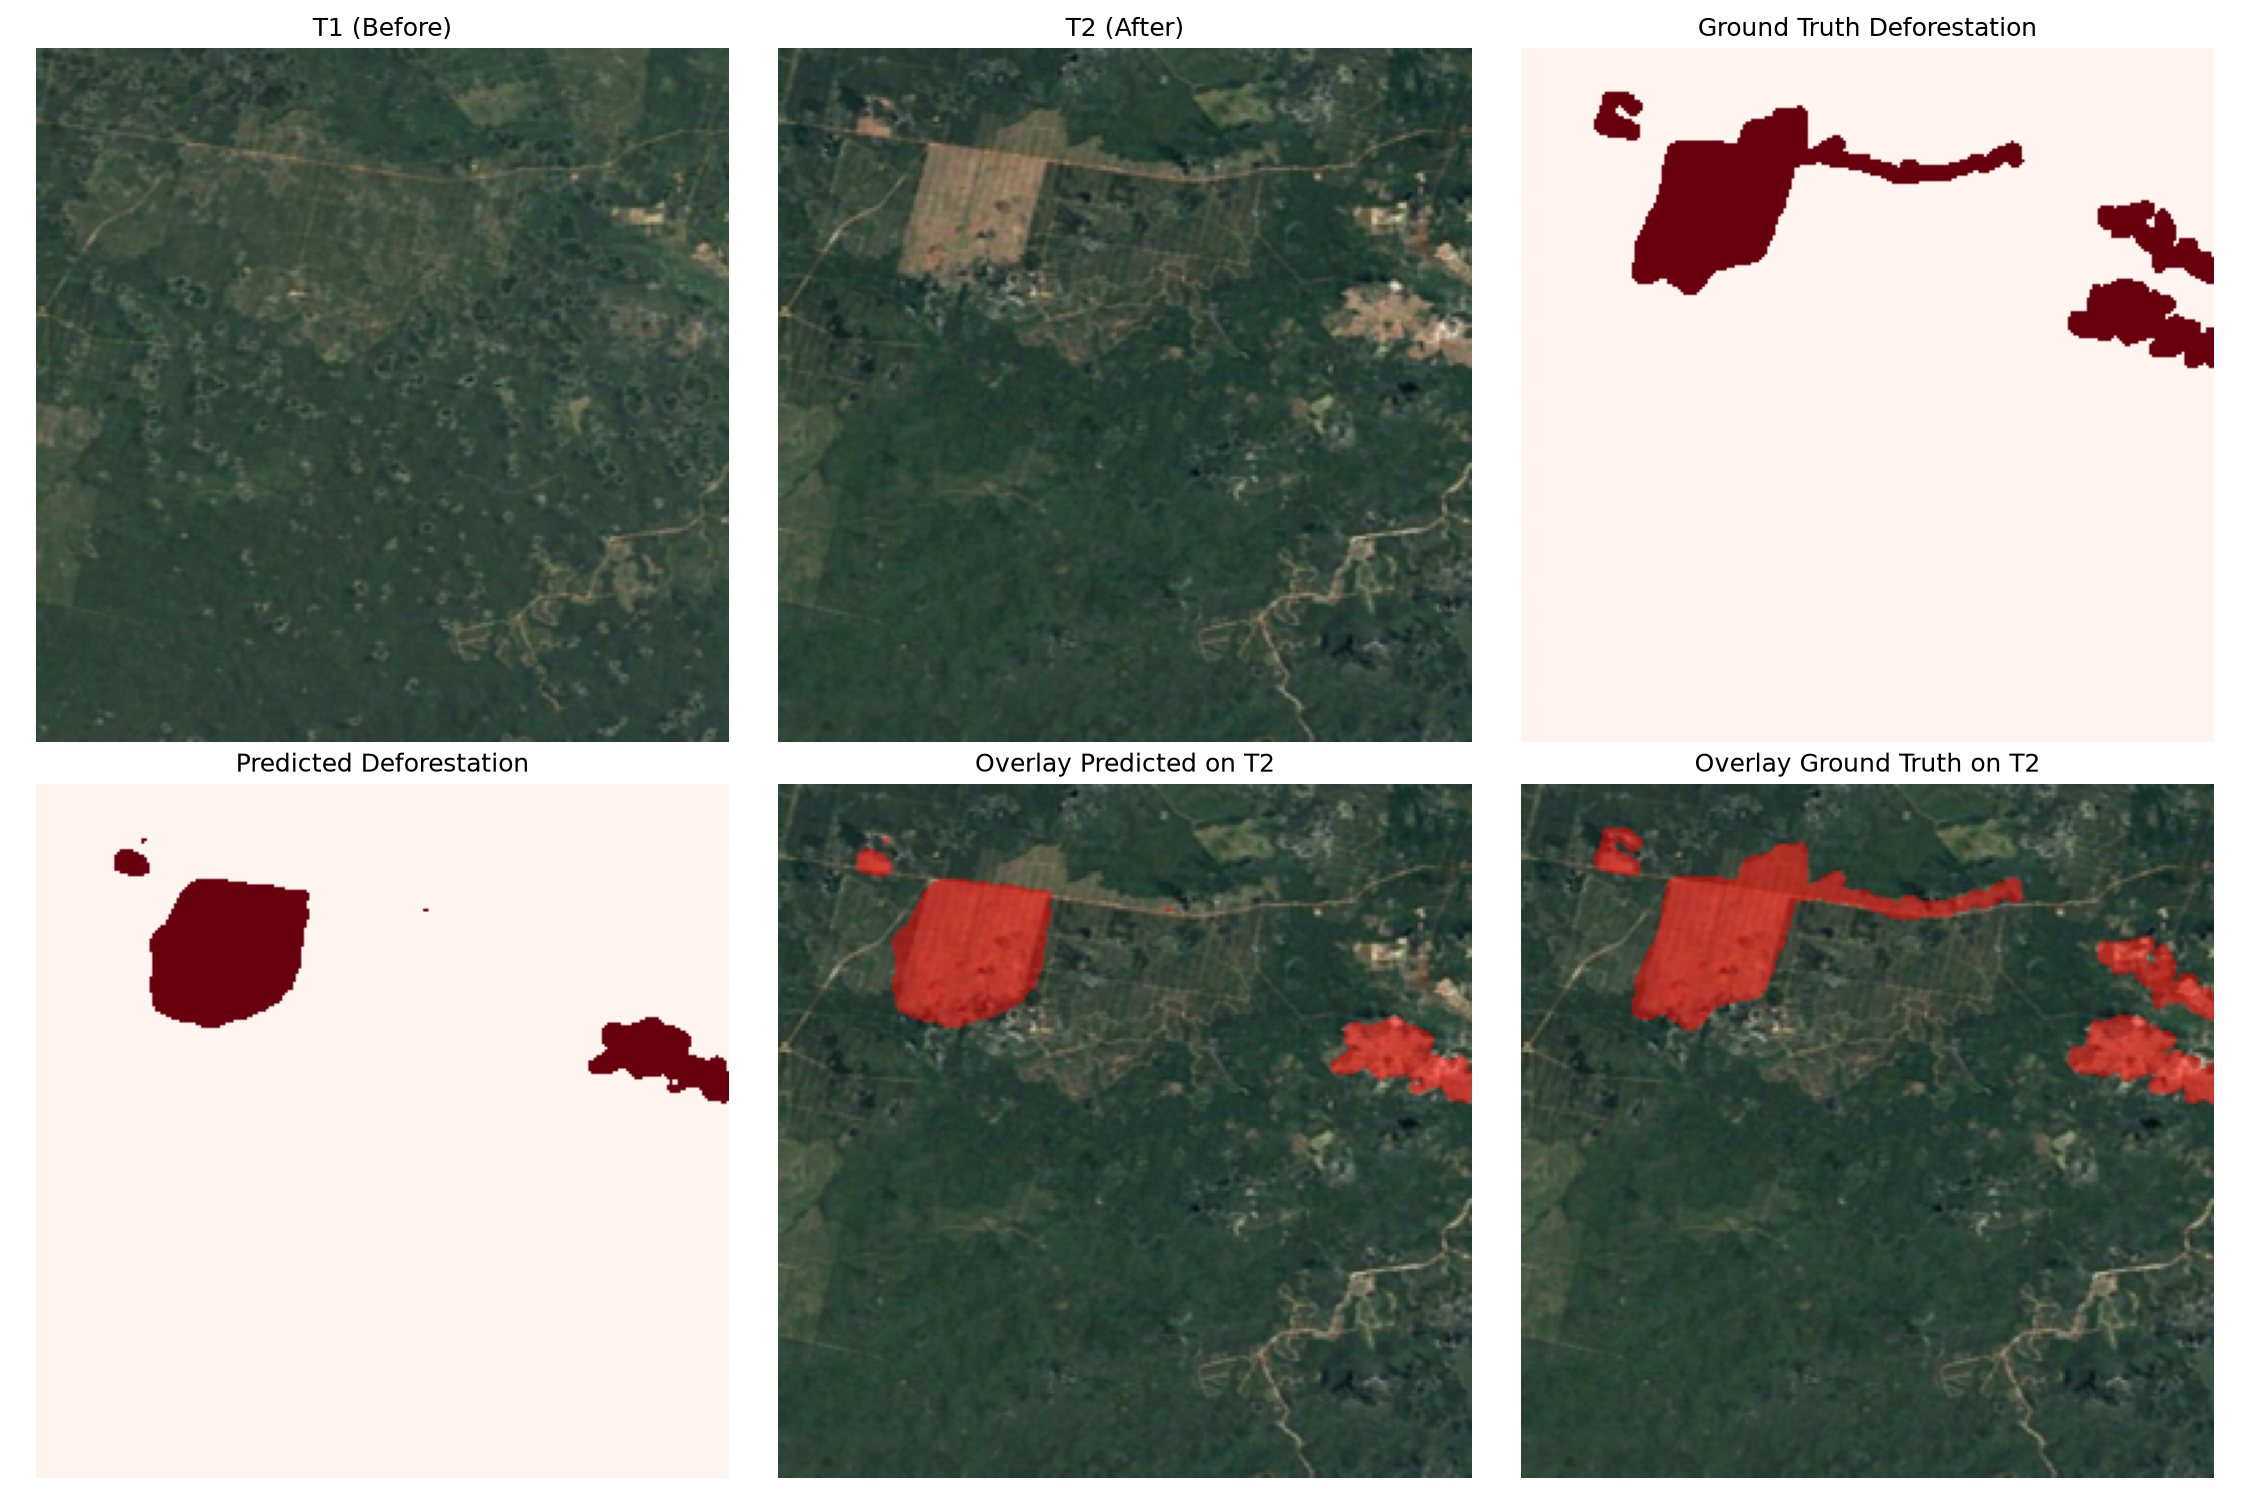 T1 (Before)
T2 (After)
Ground Truth Deforestation
Predicted Deforestation
Overlay Predicted on T2
Overlay Ground Truth on T2